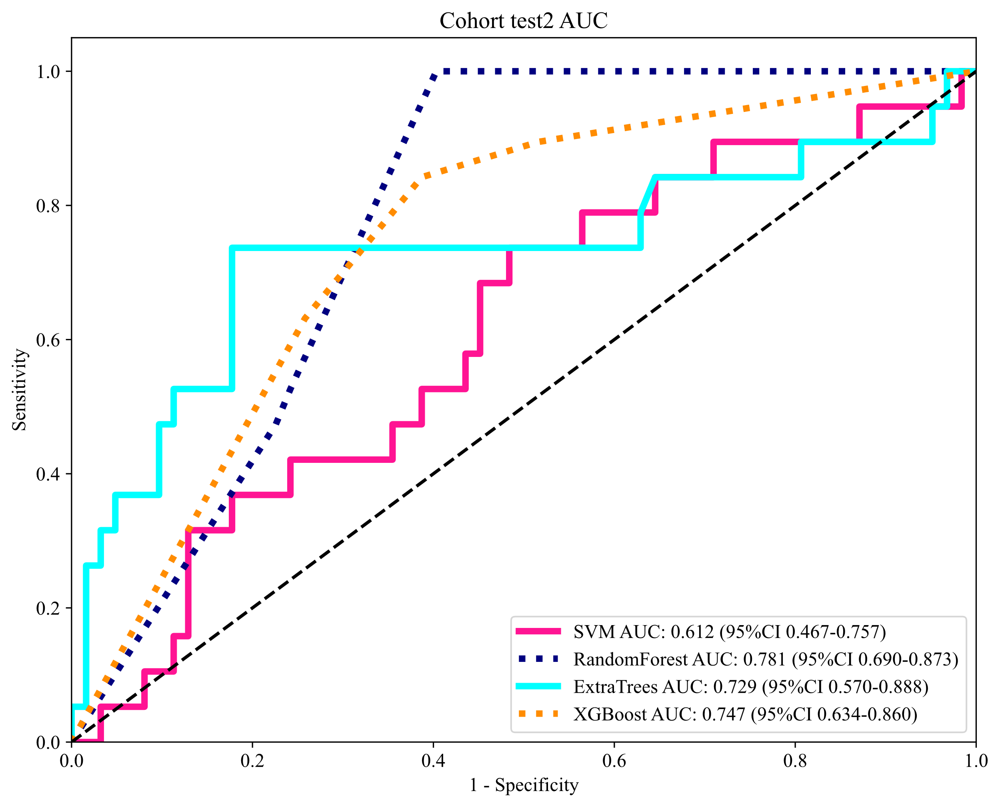 Cohort test2 AUC
1.0
0.8
0.6
0.4
0.2
0.0
Sensitivity
0.0 0.2 0.4 0.6 0.8 1.0
1 - Specificity
SVM AUC: 0.612 (95%CI 0.467-0.757)
RandomForest AUC: 0.781 (95%CI 0.690-0.873)
ExtraTrees AUC: 0.729 (95%CI 0.570-0.888)
XGBoost AUC: 0.747 (95%CI 0.634-0.860)